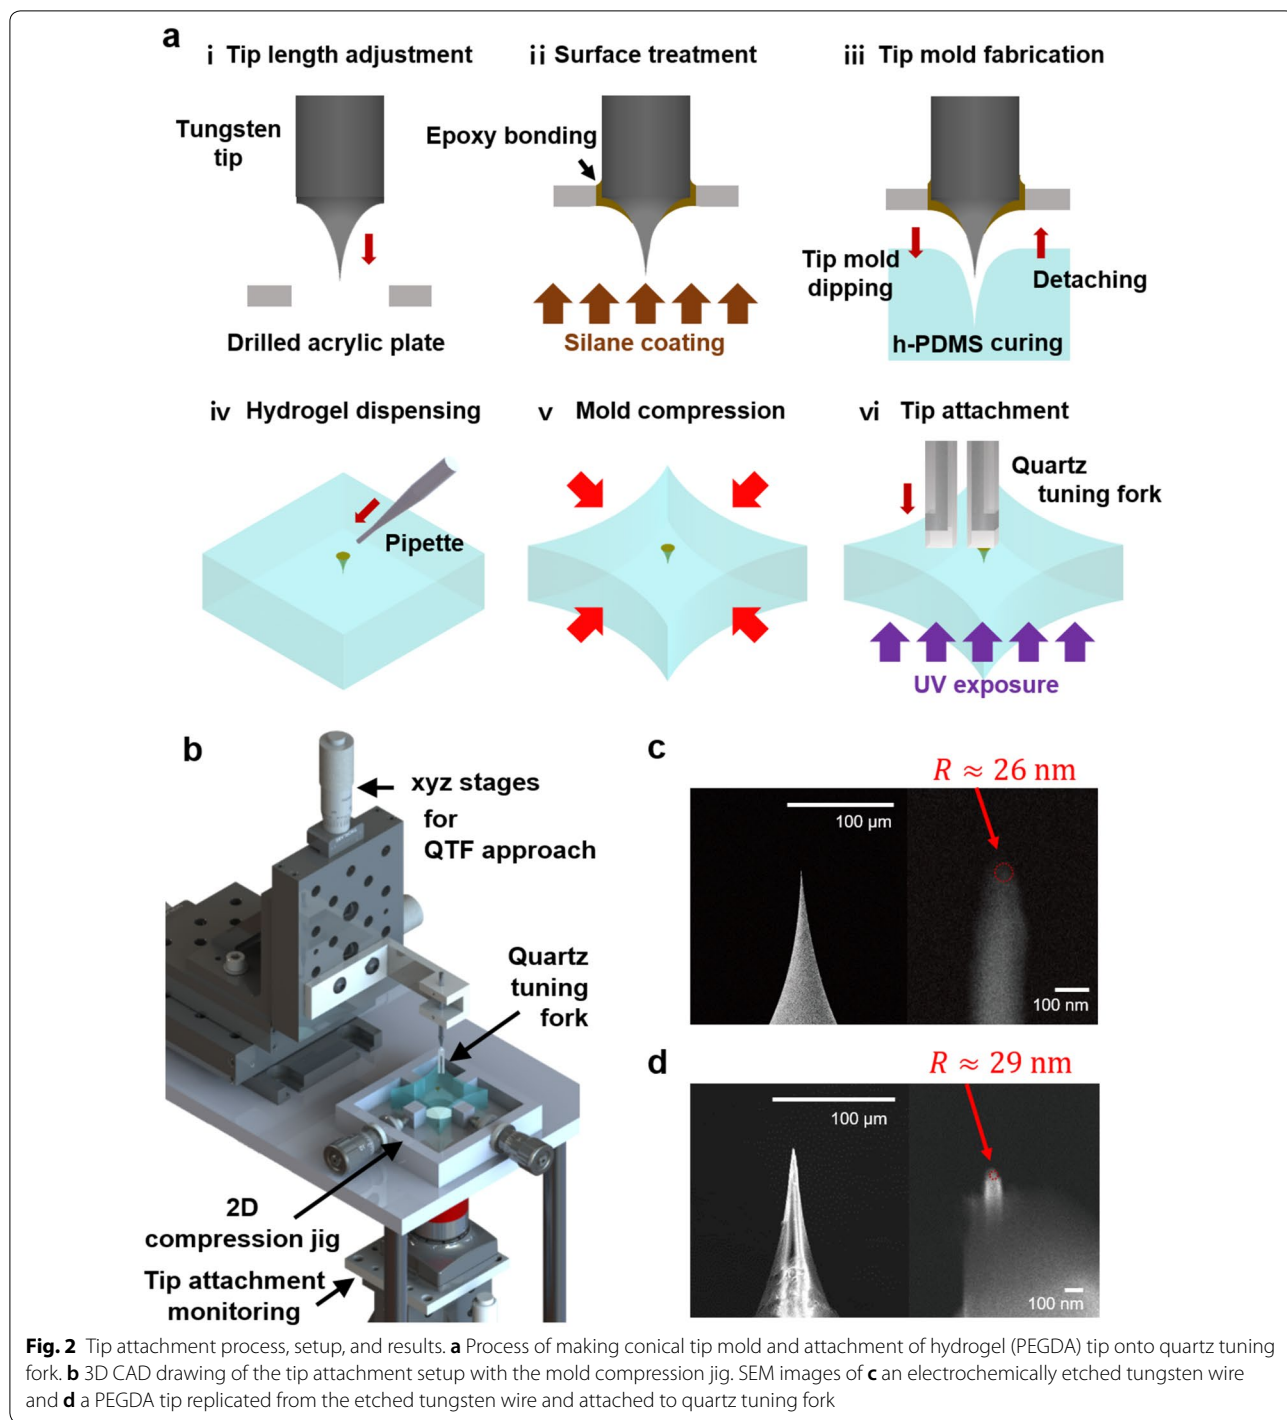 a
i Tip length adjustment
ii Surface treatment
iii Tip mold fabrication
Tungsten
tip
Epoxy bonding
Tip mold
dipping
Detaching
Drilled acrylic plate
Silane coating
h-PDMS curing
iv Hydrogel dispensing
v Mold compression
vi Tip attachment
Pipette
Quartz
tuning fork
UV exposure
b
xyz stages
for
QTF approach
Quartz
tuning
fork
2D
compression jig
Tip attachment
monitoring
c
R ≈ 26 nm
100 µm
100 nm
d
R ≈ 29 nm
100 µm
100 nm
Fig. 2 Tip attachment process, setup, and results. a Process of making conical tip mold and attachment of hydrogel (PEGDA) tip onto quartz tuning
fork. b 3D CAD drawing of the tip attachment setup with the mold compression jig. SEM images of c an electrochemically etched tungsten wire
and d a PEGDA tip replicated from the etched tungsten wire and attached to quartz tuning fork